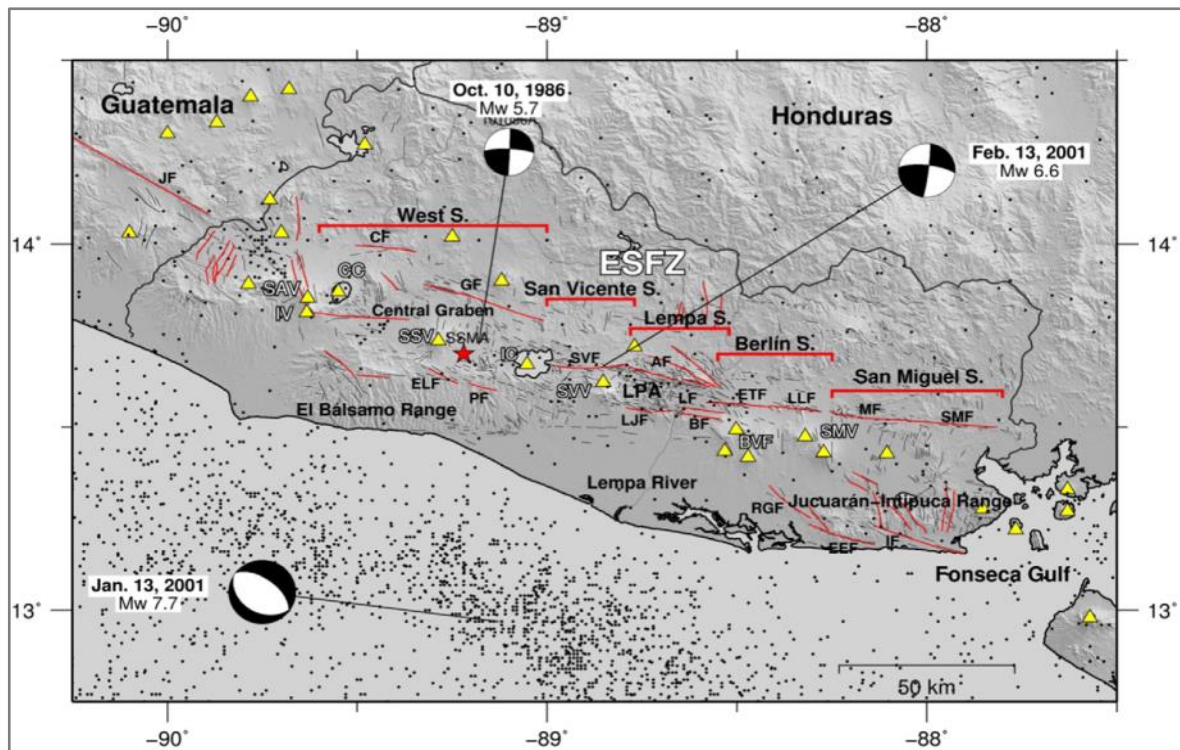 −90˚
−89˚
−88˚
Oct. 10, 1986
Mw 5.7
Guatemala
Honduras
Feb. 13, 2001
Mw 6.6
JF
West S.
14˚
14˚
CF
ESFZ
CC
GF
San Vicente S.
SAV
IV
Central Graben
Lempa S.
SSV
SSMA
Berlín S.
IC
SVF
AF
San Miguel S.
ELF
PF
SVV
LPA
LF
ETF
LLF
MF
SMF
El Bálsamo Range
LJF
BF
BVF
SMV
Lempa River
RGF
Jucuarán−Intipuca Range
EEF
IF
Fonseca Gulf
Jan. 13, 2001
Mw 7.7
13˚
13˚
50 km
−90˚
−89˚
−88˚